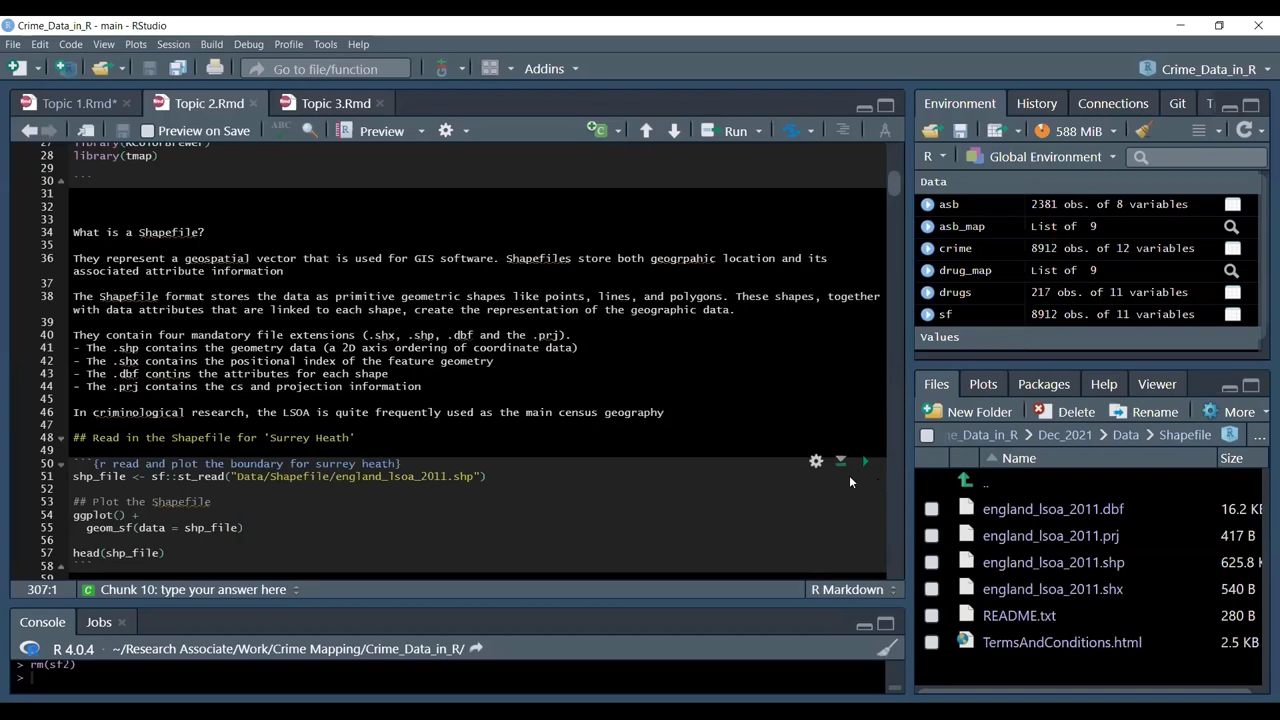 Crime_Data_in_R - main - RStudio
File Edit Code View Plots Session Build Debug Profile Tools Help
Go to file/function Addins Crime_Data_in_R
Topic 1.Rmd* Topic 2.Rmd Topic 3.Rmd
ABC Preview on Save Preview Run
27 library(RColorBrewer)
28 library(tmap)
29
30 ```
31
32
33
34 What is a Shapefile?
35
36 They represent a geospatial vector that is used for GIS software. Shapefiles store both geogrpahic location and its
associated attribute information
37
38 The Shapefile format stores the data as primitive geometric shapes like points, lines, and polygons. These shapes, together
with data attributes that are linked to each shape, create the representation of the geographic data.
39
40 They contain four mandatory file extensions (.shx, .shp, .dbf and the .prj).
41 - The .shp contains the geometry data (a 2D axis ordering of coordinate data)
42 - The .shx contains the positional index of the feature geometry
43 - The .dbf contins the attributes for each shape
44 - The .prj contains the cs and projection information
45
46 In criminological research, the LSOA is quite frequently used as the main census geography
47
48 ## Read in the Shapefile for 'Surrey Heath'
49
50 ```{r read and plot the boundary for surrey heath}
51 shp_file <- sf::st_read("Data/Shapefile/england_lsoa_2011.shp")
52
53 ## Plot the Shapefile
54 ggplot() +
55 geom_sf(data = shp_file)
56
57 head(shp_file)
58 ```
59
307:1 Chunk 10: type your answer here R Markdown
Console Jobs
R 4.0.4 · ~/Research Associate/Work/Crime Mapping/Crime_Data_in_R/
> rm(sf2)
>
Environment History Connections Git T
588 MiB
R Global Environment
Data
asb 2381 obs. of 8 variables
asb_map List of 9
crime 8912 obs. of 12 variables
drug_map List of 9
drugs 217 obs. of 11 variables
sf 8912 obs. of 11 variables
Values
Files Plots Packages Help Viewer
New Folder Delete Rename More
e_Data_in_R Dec_2021 Data Shapefile ...
Name Size
..
england_lsoa_2011.dbf 16.2 KB
england_lsoa_2011.prj 417 B
england_lsoa_2011.shp 625.8 K
england_lsoa_2011.shx 540 B
README.txt 280 B
TermsAndConditions.html 2.5 KB